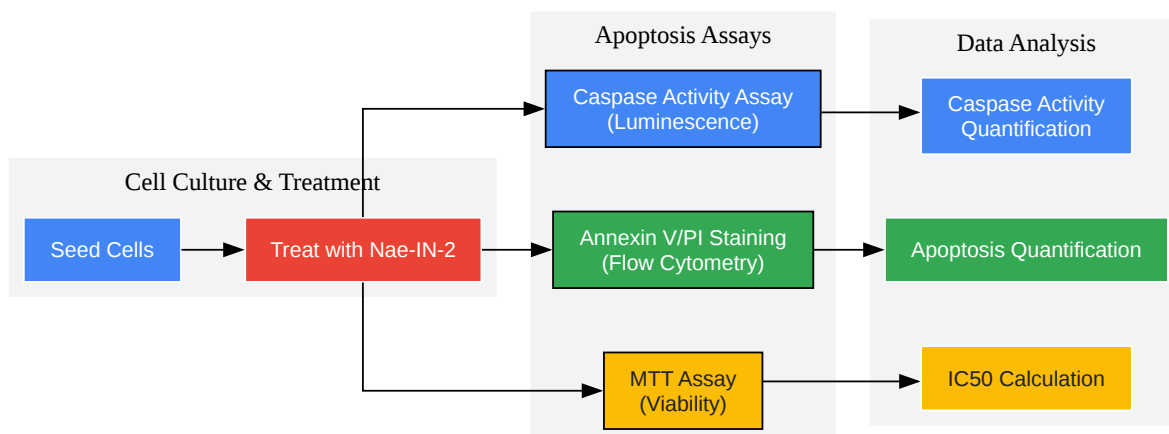 Apoptosis Assays
Data Analysis
Caspase Activity Assay
(Luminescence)
Caspase Activity
Quantification
Cell Culture & Treatment
Seed Cells
Treat with Nae-IN-2
Annexin V/PI Staining
(Flow Cytometry)
Apoptosis Quantification
MTT Assay
(Viability)
IC50 Calculation